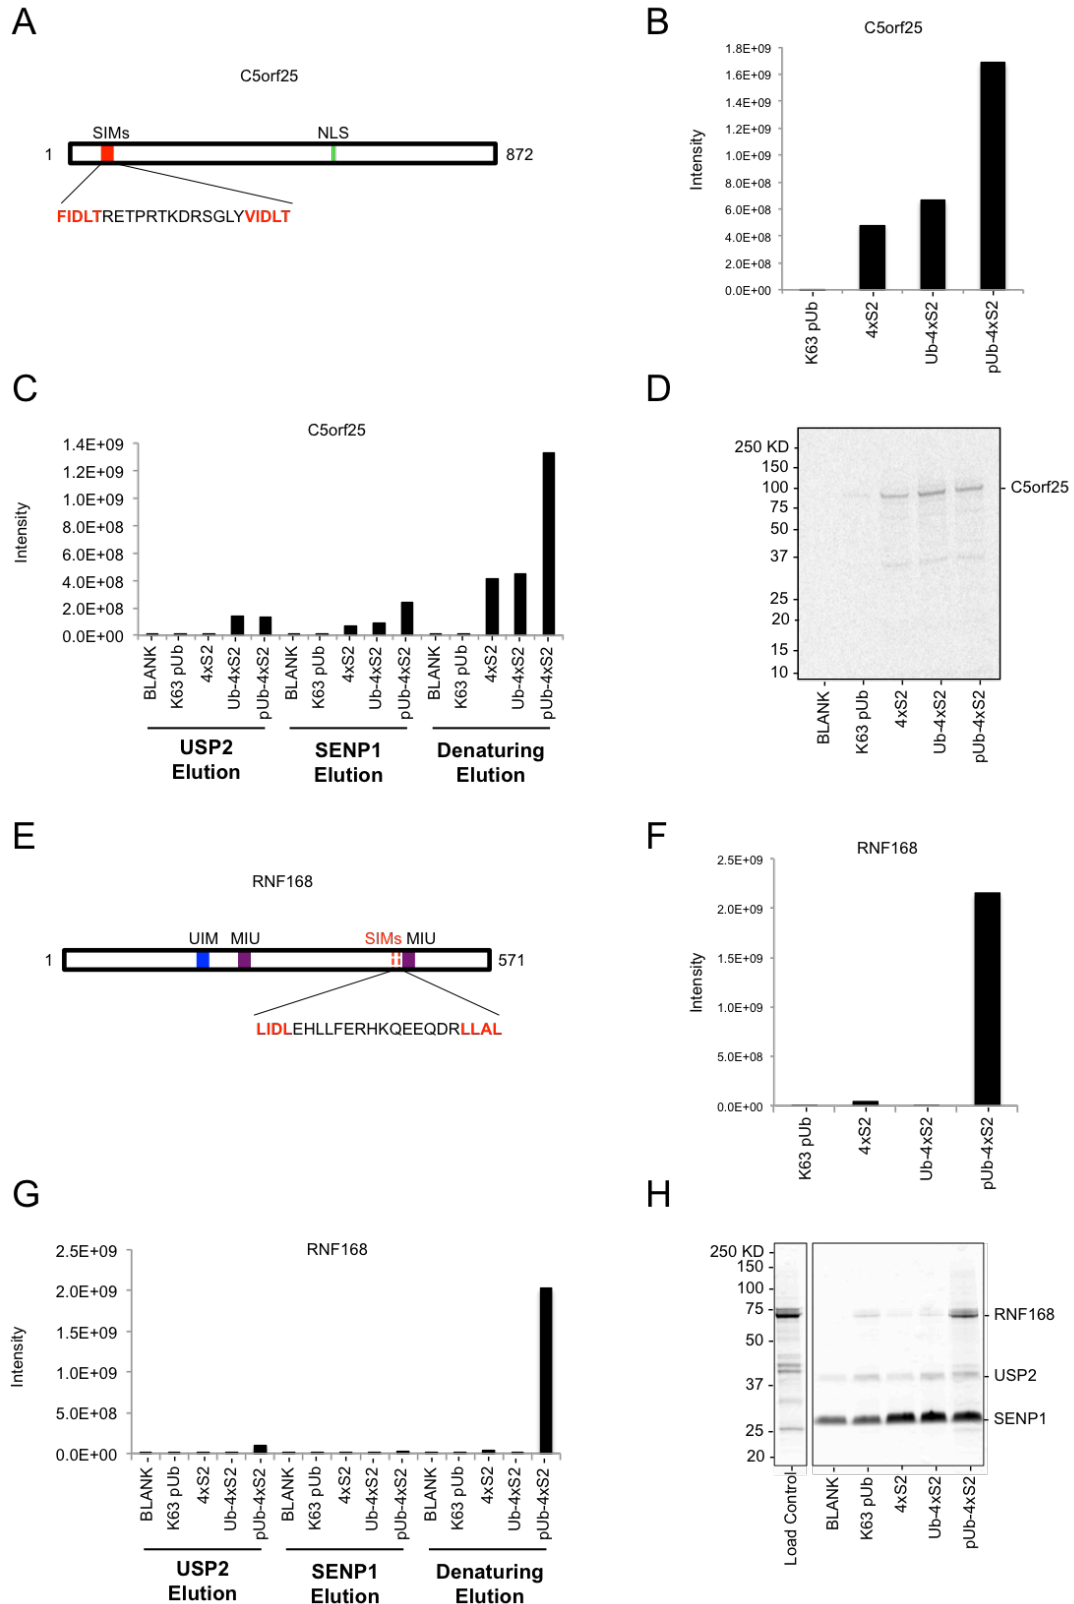 A
C5orf25
SIMs
NLS
1
872
FIDLTRETPRTKDRSGLYVIDLT
B
C5orf25
Intensity
1.8E+09
1.6E+09
1.4E+09
1.2E+09
1.0E+09
8.0E+08
6.0E+08
4.0E+08
2.0E+08
0.0E+00
K63 pUb
4xS2
Ub-4xS2
pUb-4xS2
C
C5orf25
Intensity
1.4E+09
1.2E+09
1.0E+09
8.0E+08
6.0E+08
4.0E+08
2.0E+08
0.0E+00
BLANK
K63 pUb
4xS2
Ub-4xS2
pUb-4xS2
BLANK
K63 pUb
4xS2
Ub-4xS2
pUb-4xS2
BLANK
K63 pUb
4xS2
Ub-4xS2
pUb-4xS2
USP2
Elution
SENP1
Elution
Denaturing
Elution
D
250 KD
150
100
75
50
37
25
20
15
10
C5orf25
BLANK
K63 pUb
4xS2
Ub-4xS2
pUb-4xS2
E
RNF168
UIM
MIU
SIMs
MIU
1
571
LIDLEHLLFERHKQEEQDRLLAL
F
RNF168
Intensity
2.5E+09
2.0E+09
1.5E+09
1.0E+09
5.0E+08
0.0E+00
K63 pUb
4xS2
Ub-4xS2
pUb-4xS2
G
RNF168
Intensity
2.5E+09
2.0E+09
1.5E+09
1.0E+09
5.0E+08
0.0E+00
BLANK
K63 pUb
4xS2
Ub-4xS2
pUb-4xS2
BLANK
K63 pUb
4xS2
Ub-4xS2
pUb-4xS2
BLANK
K63 pUb
4xS2
Ub-4xS2
pUb-4xS2
USP2
Elution
SENP1
Elution
Denaturing
Elution
H
250 KD
150
100
75
50
37
25
20
RNF168
USP2
SENP1
Load Control
BLANK
K63 pUb
4xS2
Ub-4xS2
pUb-4xS2